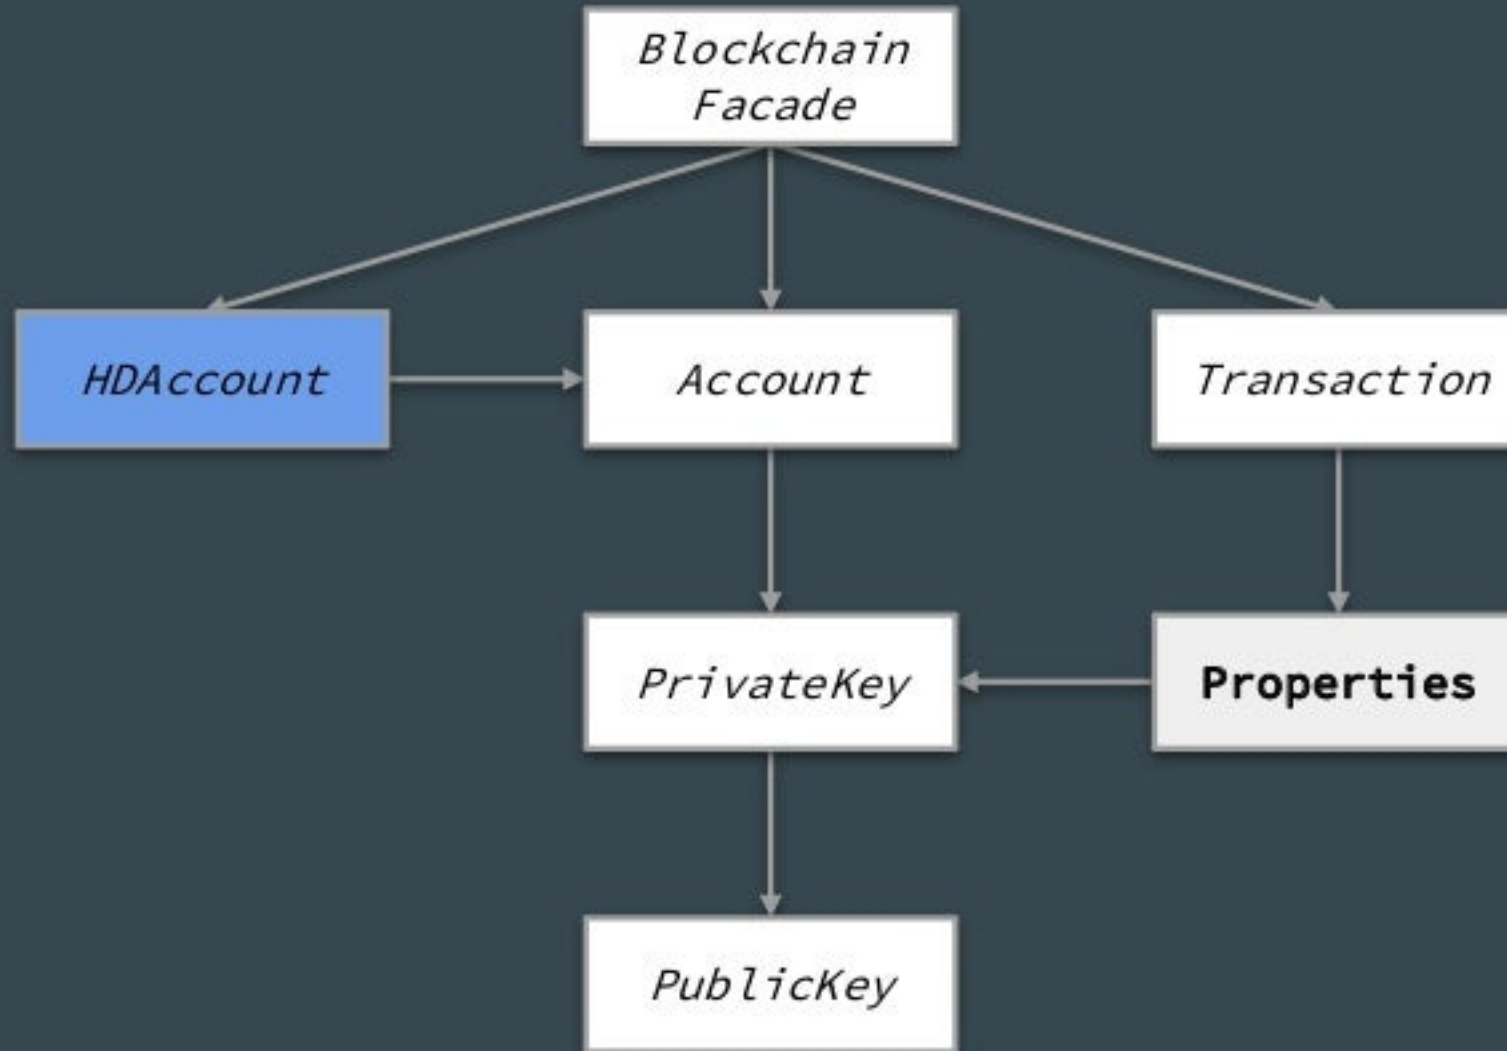 Blockchain
Facade
HDAccount
Account
Transaction
PrivateKey
Properties
PublicKey